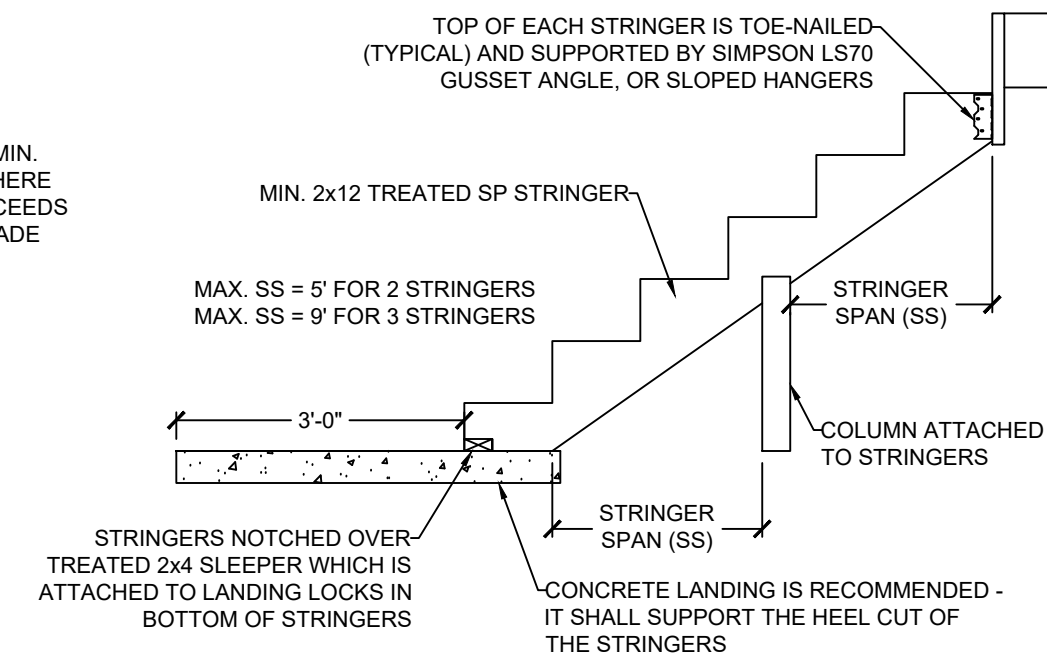 TOP OF EACH STRINGER IS TOE-NAILED
(TYPICAL) AND SUPPORTED BY SIMPSON LS70
GUSSET ANGLE, OR SLOPED HANGERS
MIN.
HERE
CEEDS
ADE
MIN. 2x12 TREATED SP STRINGER
MAX. SS = 5' FOR 2 STRINGERS
MAX. SS = 9' FOR 3 STRINGERS
STRINGER
SPAN (SS)
3'-0"
COLUMN ATTACHED
TO STRINGERS
STRINGER
SPAN (SS)
STRINGERS NOTCHED OVER
TREATED 2x4 SLEEPER WHICH IS
ATTACHED TO LANDING LOCKS IN
BOTTOM OF STRINGERS
CONCRETE LANDING IS RECOMMENDED -
IT SHALL SUPPORT THE HEEL CUT OF
THE STRINGERS